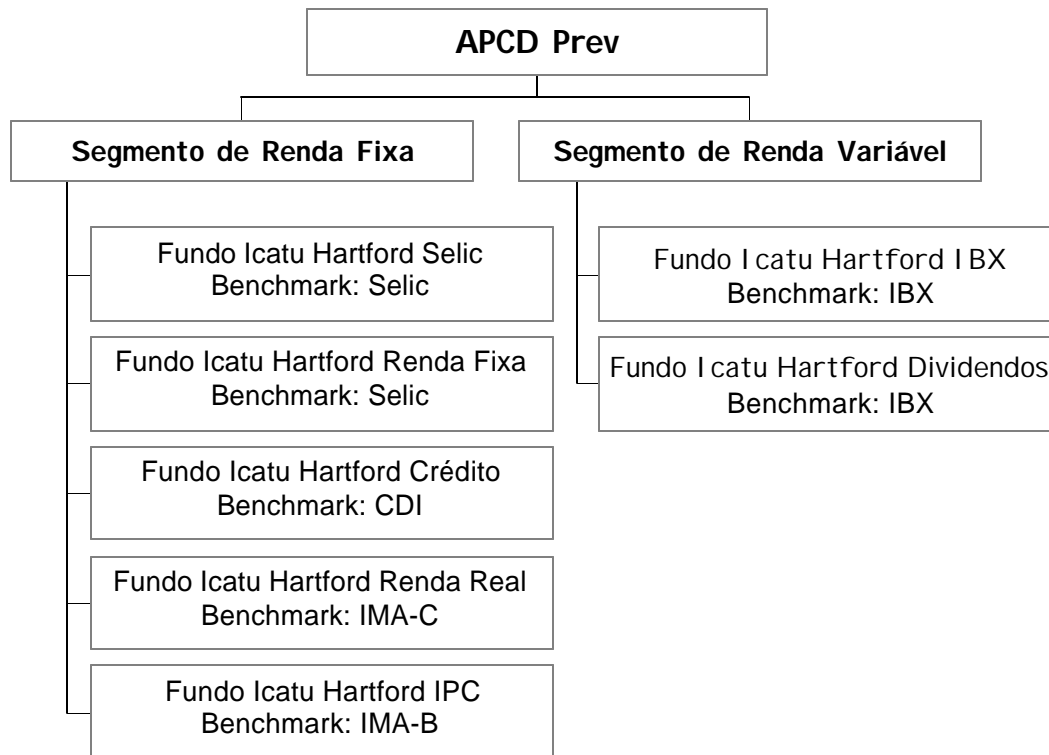 APCD Prev
Segmento de Renda Fixa
Segmento de Renda Variável
Fundo Icatu Hartford Selic
Benchmark: Selic
Fundo Icatu Hartford Renda Fixa
Benchmark: Selic
Fundo Icatu Hartford Crédito
Benchmark: CDI
Fundo Icatu Hartford Renda Real
Benchmark: IMA-C
Fundo Icatu Hartford IPC
Benchmark: IMA-B
Fundo Icatu Hartford IBX
Benchmark: IBX
Fundo Icatu Hartford Dividendos
Benchmark: IBX